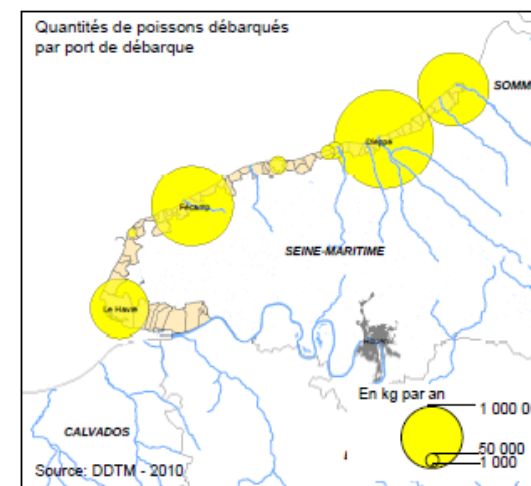 Quantités de poissons débarqués
par port de débarque
SOMM
Dieppe
Fécamp
SEINE-MARITIME
Le Havre
En kg par an
1 000 0
50 000
1 000
CALVADOS
Source: DDTM - 2010